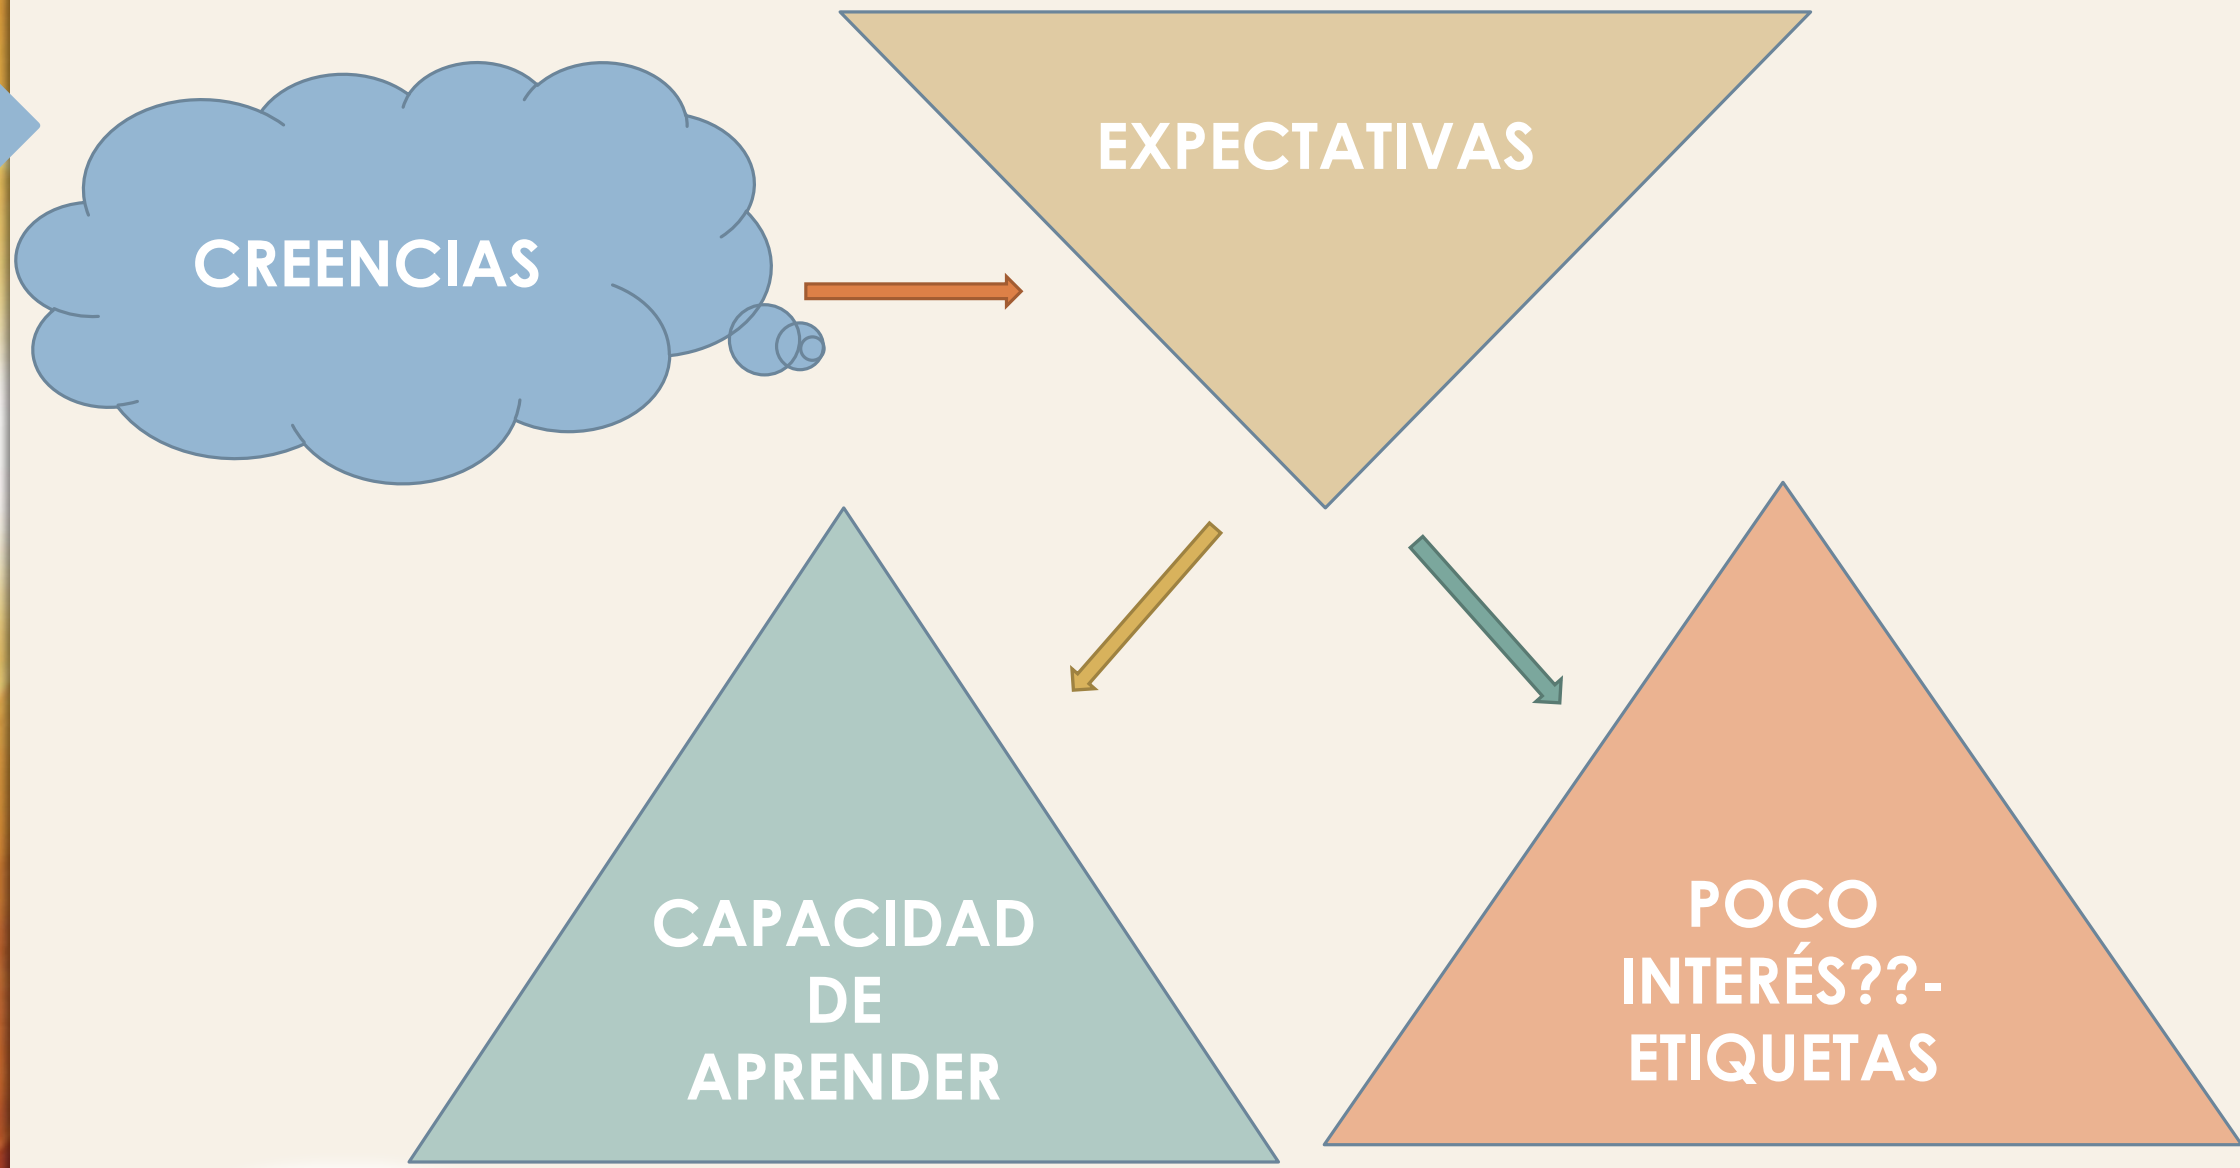 EXPECTATIVAS
CREENCIAS
CAPACIDAD
DE
APRENDER
POCO
INTERÉS??-
ETIQUETAS